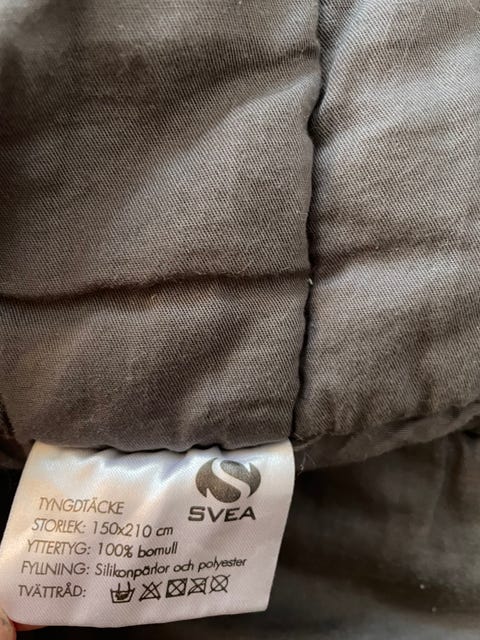 SVEA
TYNGDTÄCKE
STORLEK: 150x210 cm
YTTERTYG: 100% bomull
FYLLNING: Silikonpärlor och polyester
TVÄTTRÅD: